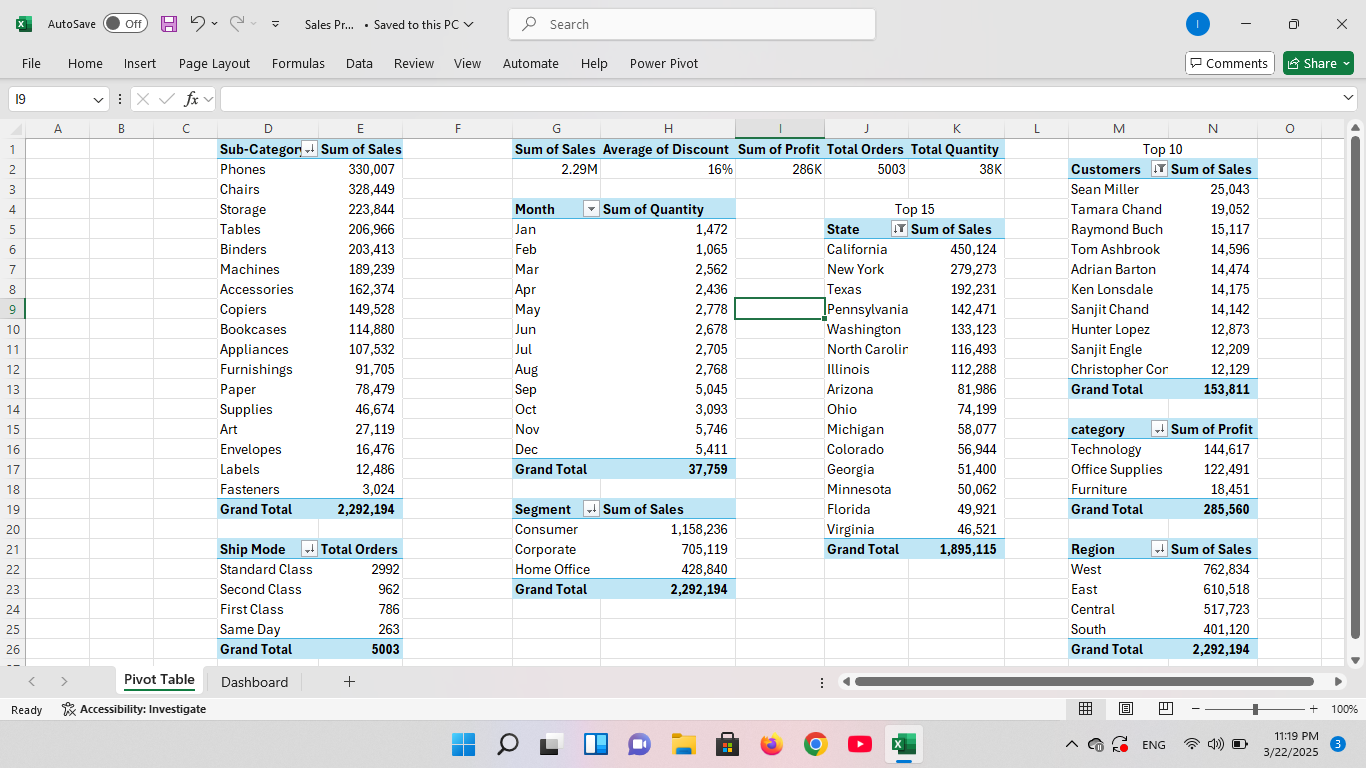 AutoSave Off Sales Pr... • Saved to this PC Search I
File Home Insert Page Layout Formulas Data Review View Automate Help Power Pivot Comments Share
I9 fx
A B C D E F G H I J K L M N O
1 Sub-Category Sum of Sales Sum of Sales Average of Discount Sum of Profit Total Orders Total Quantity Top 10
2 Phones 330,007 2.29M 16% 286K 5003 38K Customers Sum of Sales
3 Chairs 328,449 Sean Miller 25,043
4 Storage 223,844 Month Sum of Quantity Top 15 Tamara Chand 19,052
5 Tables 206,966 Jan 1,472 State Sum of Sales Raymond Buch 15,117
6 Binders 203,413 Feb 1,065 California 450,124 Tom Ashbrook 14,596
7 Machines 189,239 Mar 2,562 New York 279,273 Adrian Barton 14,474
8 Accessories 162,374 Apr 2,436 Texas 192,231 Ken Lonsdale 14,175
9 Copiers 149,528 May 2,778 Pennsylvania 142,471 Sanjit Chand 14,142
10 Bookcases 114,880 Jun 2,678 Washington 133,123 Hunter Lopez 12,873
11 Appliances 107,532 Jul 2,705 North Carolin 116,493 Sanjit Engle 12,209
12 Furnishings 91,705 Aug 2,768 Illinois 112,288 Christopher Con 12,129
13 Paper 78,479 Sep 5,045 Arizona 81,986 Grand Total 153,811
14 Supplies 46,674 Oct 3,093 Ohio 74,199
15 Art 27,119 Nov 5,746 Michigan 58,077 category Sum of Profit
16 Envelopes 16,476 Dec 5,411 Colorado 56,944 Technology 144,617
17 Labels 12,486 Grand Total 37,759 Georgia 51,400 Office Supplies 122,491
18 Fasteners 3,024 Minnesota 50,062 Furniture 18,451
19 Grand Total 2,292,194 Segment Sum of Sales Florida 49,921 Grand Total 285,560
20 Consumer 1,158,236 Virginia 46,521
21 Ship Mode Total Orders Corporate 705,119 Grand Total 1,895,115 Region Sum of Sales
22 Standard Class 2992 Home Office 428,840 West 762,834
23 Second Class 962 Grand Total 2,292,194 East 610,518
24 First Class 786 Central 517,723
25 Same Day 263 South 401,120
26 Grand Total 5003 Grand Total 2,292,194
Pivot Table Dashboard
Ready Accessibility: Investigate 100%
ENG 11:19 PM
3/22/2025 3